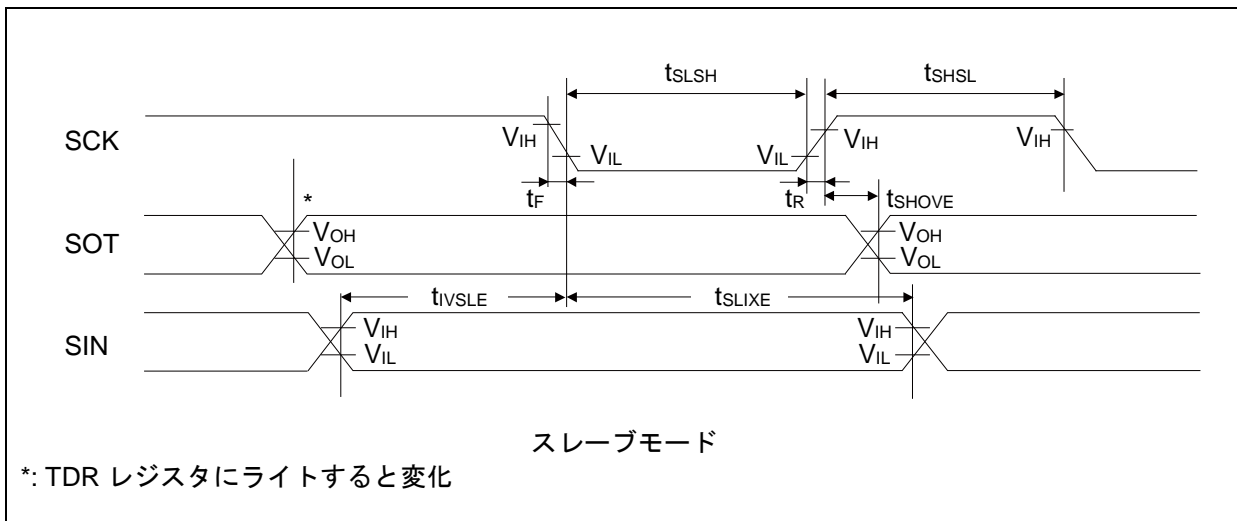 tSLSH tSHSL
SCK VIH VIL VIL VIH VIH
tF tR tSHOVE
*
SOT VOH VOH
VOL VOL
tIVSLE tSLIXE
SIN VIH VIH
VIL VIL
スレーブモード
*: TDR レジスタにライトすると変化